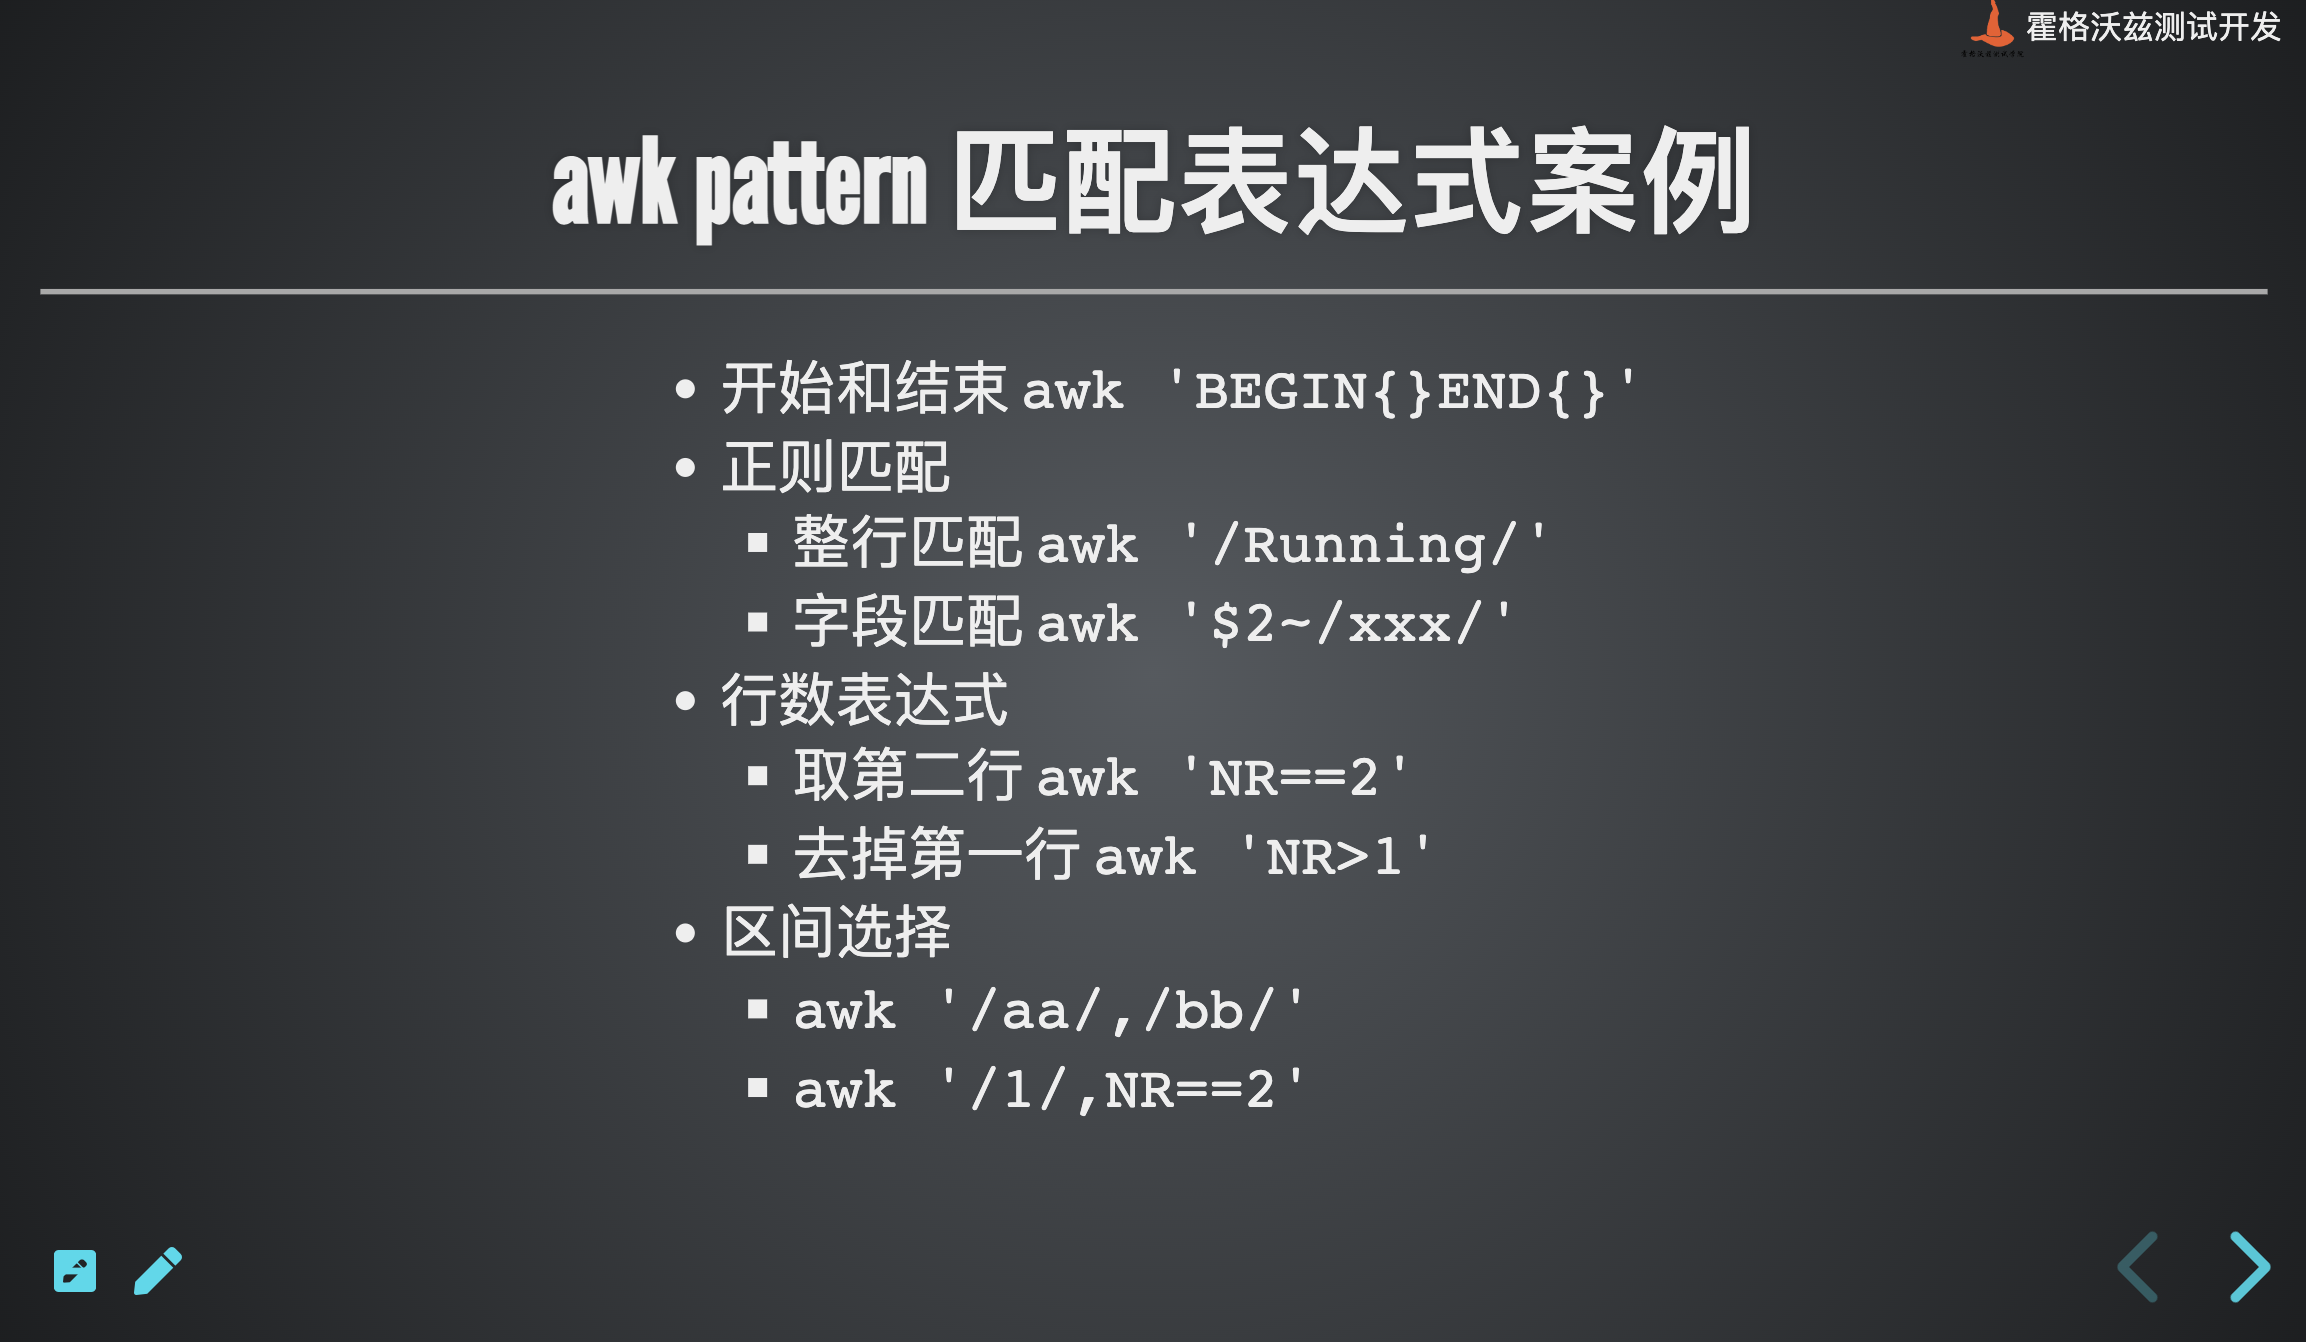 霍格沃兹测试开发
awk pattern 匹配表达式案例
开始和结束 awk 'BEGIN{}END{}'
正则匹配
整行匹配 awk '/Running/'
字段匹配 awk '$2~/xxx/'
行数表达式
取第二行 awk 'NR==2'
去掉第一行 awk 'NR>1'
区间选择
awk '/aa/,/bb/'
awk '/1/,NR==2'